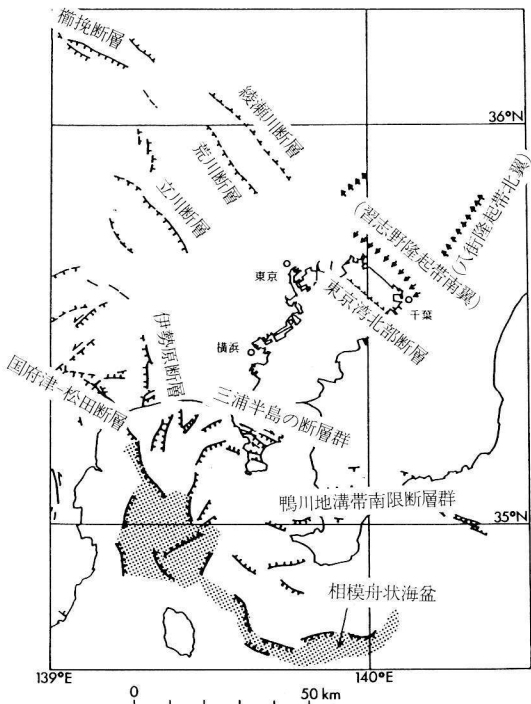 櫛挽断層
36°N
綾瀬川断層
荒川断層
立川断層
(八街隆起帯北翼)
(習志野隆起帯南翼)
東京
千葉
東京湾北部断層
横浜
伊勢原断層
国府津-松田断層
三浦半島の断層群
鴨川地溝帯南限断層群
35°N
相模舟状海盆
139°E
140°E
0 50 km